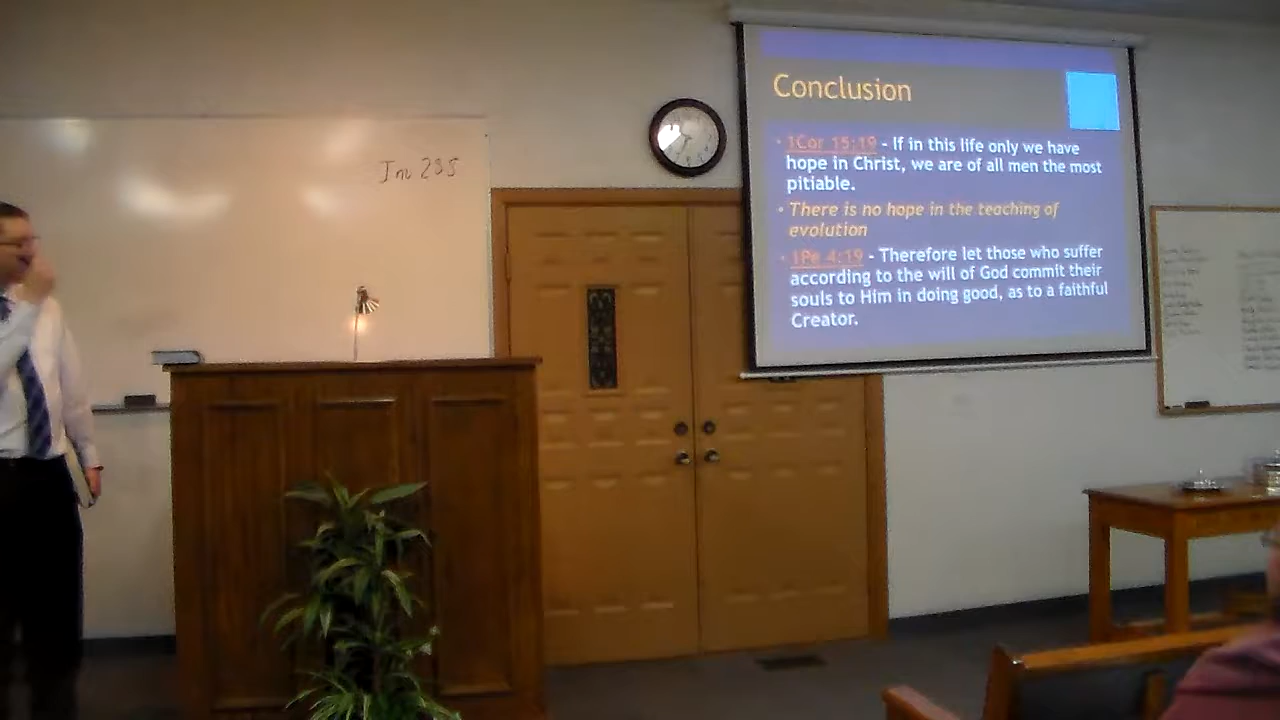 Inv 235
Conclusion
• 1Cor 15:19 - If in this life only we have
hope in Christ, we are of all men the most
pitiable.
• There is no hope in the teaching of
evolution
• 1Pe 4:19 - Therefore let those who suffer
according to the will of God commit their
souls to Him in doing good, as to a faithful
Creator.